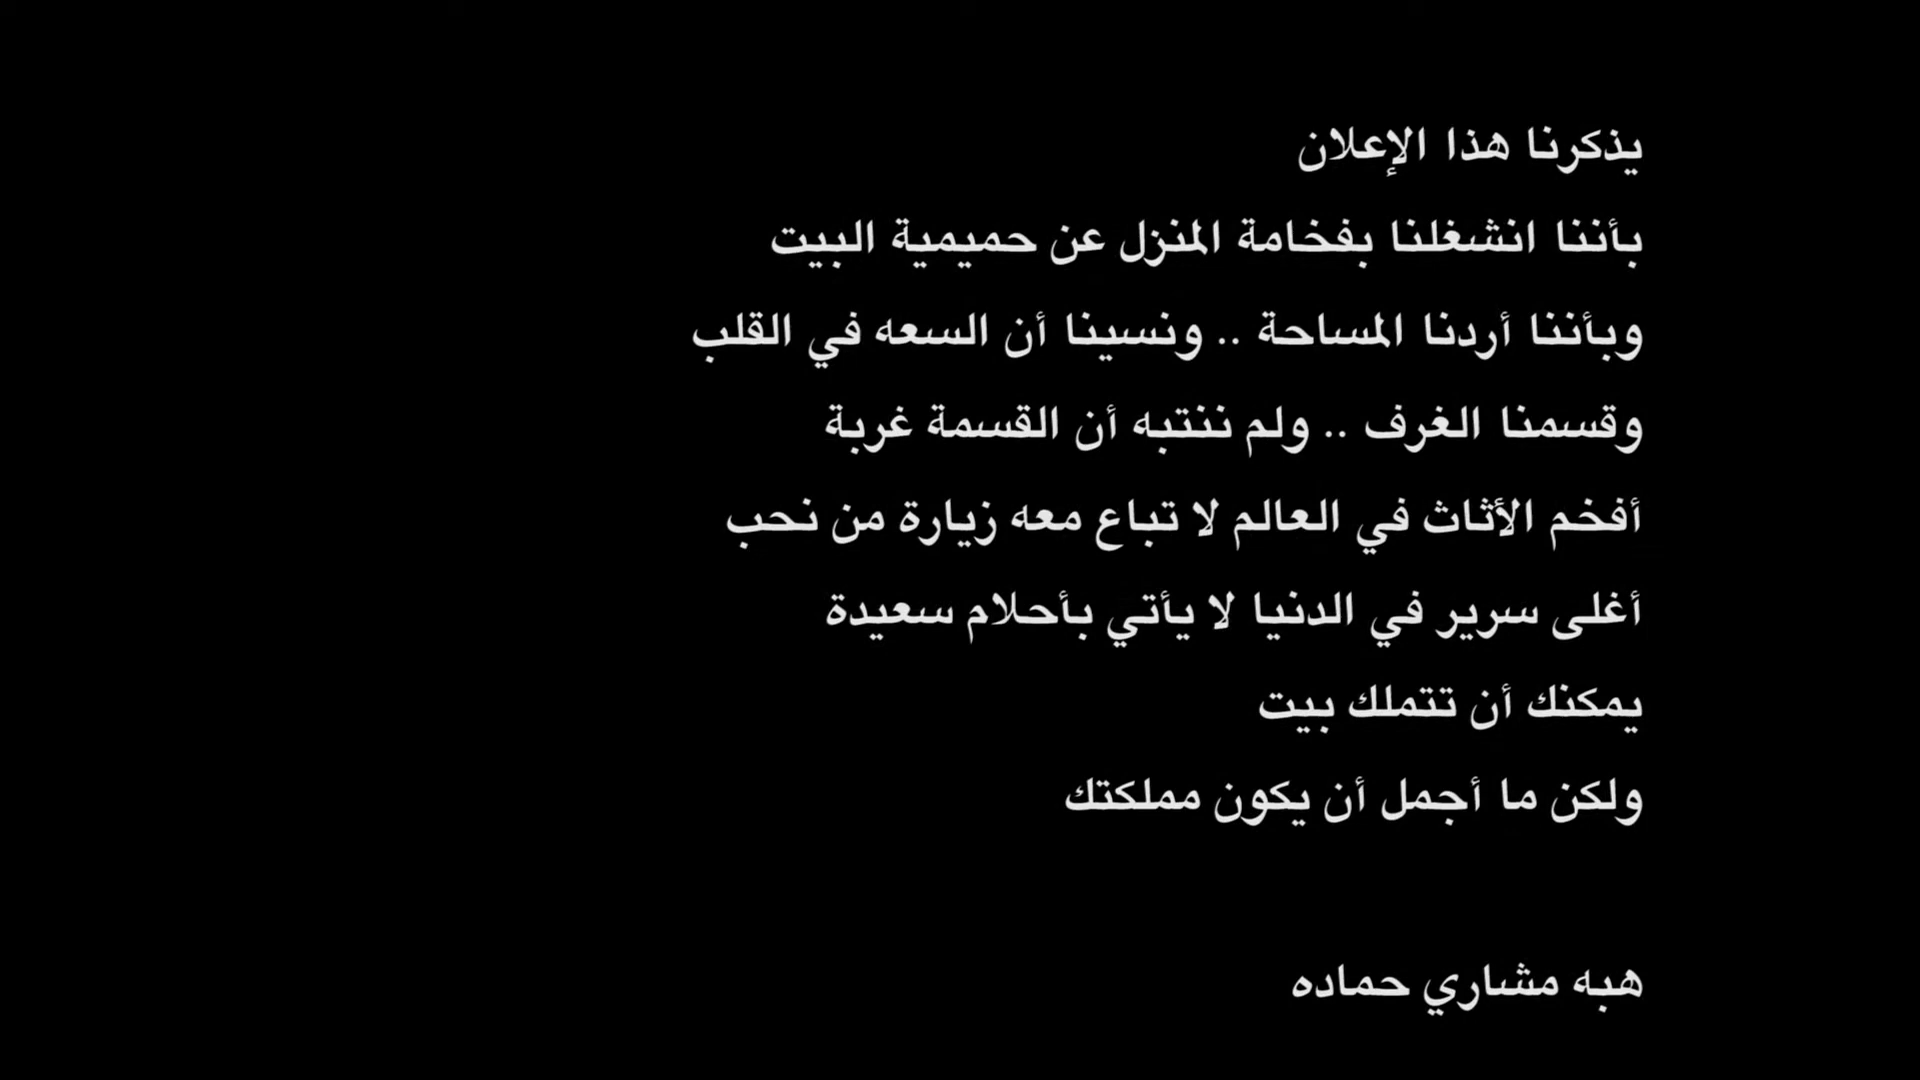 يذكرنا هذا الإعلان
بأننا انشغلنا بفخامة المنزل عن حميمية البيت
وبأننا أردنا المساحة .. ونسينا أن السعه في القلب
وقسمنا الغرف .. ولم ننتبه أن القسمة غربة
أفخم الأثاث في العالم لا تباع معه زيارة من نحب
أغلى سرير في الدنيا لا يأتي بأحلام سعيدة
يمكنك أن تتملك بيت
ولكن ما أجمل أن يكون مملكتك
هبه مشاري حماده